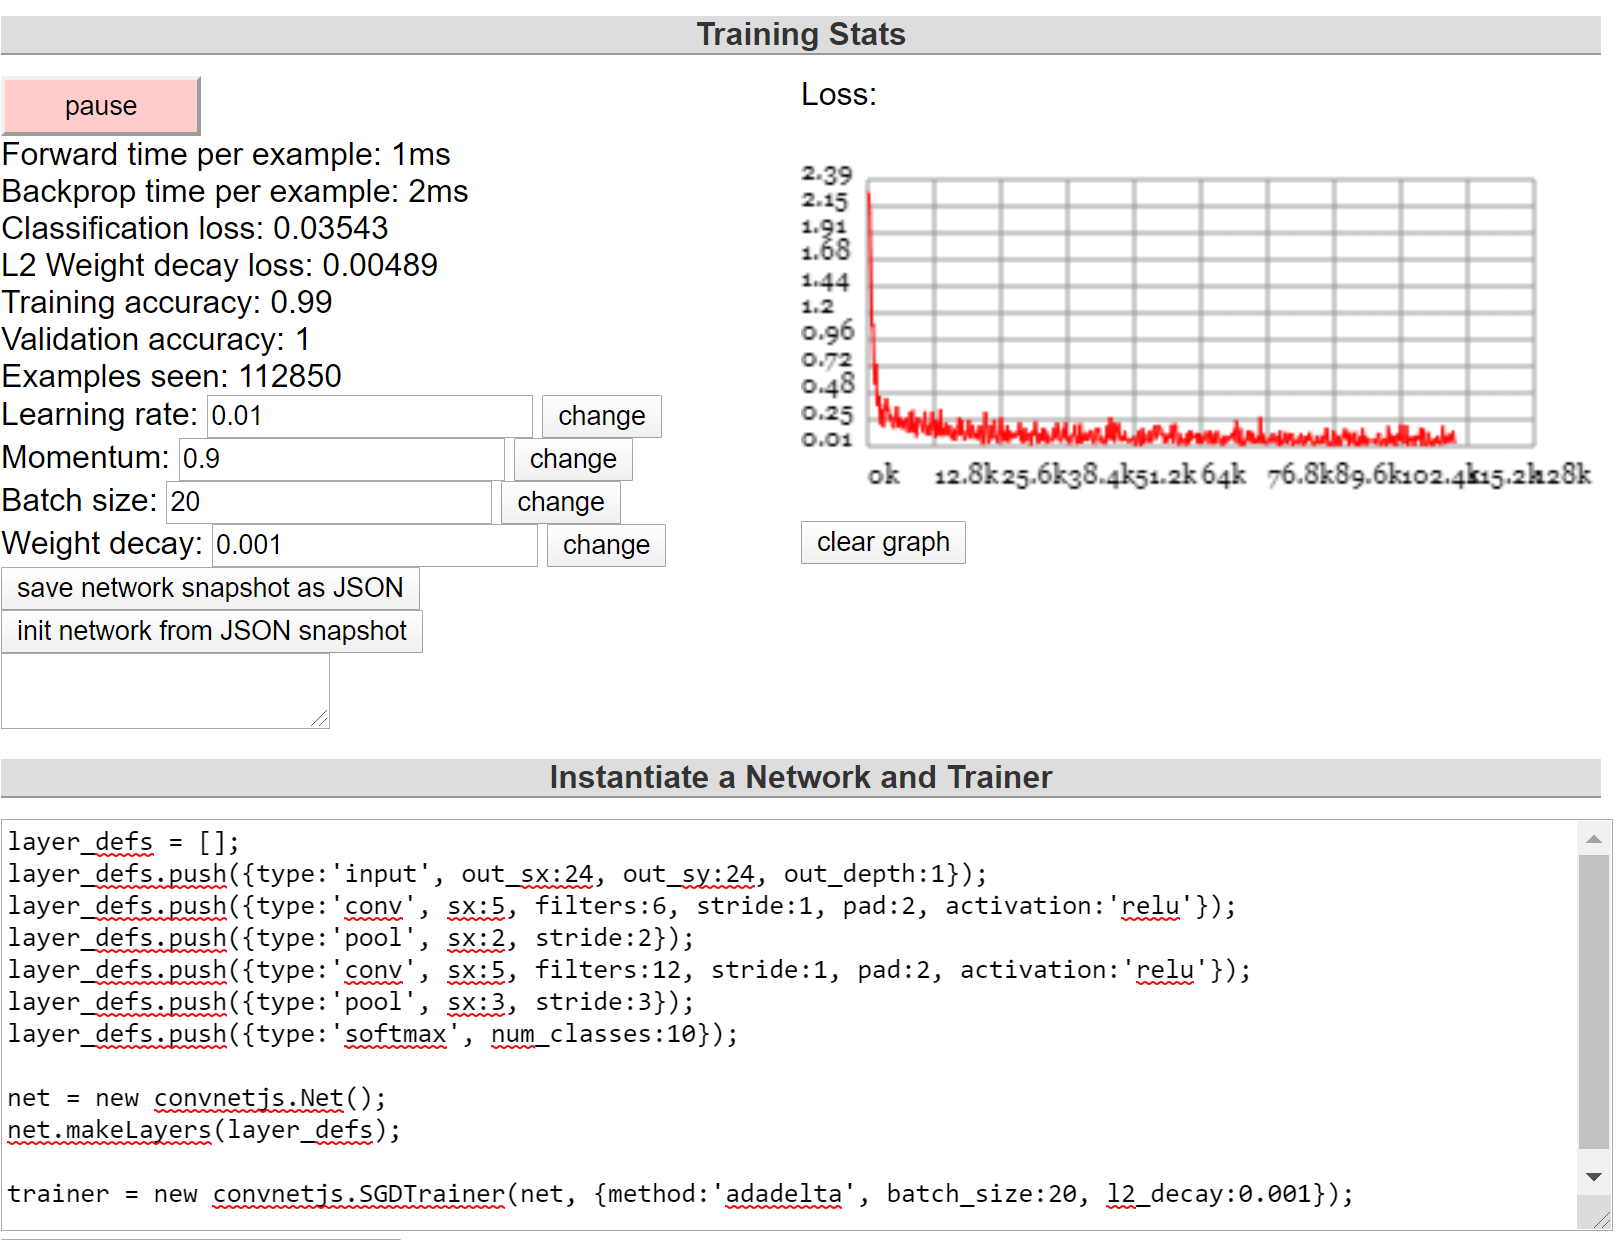 Training Stats
pause
Forward time per example: 1ms
Backprop time per example: 2ms
Classification loss: 0.03543
L2 Weight decay loss: 0.00489
Training accuracy: 0.99
Validation accuracy: 1
Examples seen: 112850
Learning rate: 0.01 change
Momentum: 0.9 change
Batch size: 20 change
Weight decay: 0.001 change
save network snapshot as JSON
init network from JSON snapshot
Loss:
2.39
2.15
1.91
1.68
1.44
1.2
0.96
0.72
0.48
0.25
0.01
0k 12.8k 25.6k 38.4k 51.2k 64k 76.8k 89.6k 102.4k 115.2k 128k
clear graph
Instantiate a Network and Trainer
layer_defs = [];
layer_defs.push({type:'input', out_sx:24, out_sy:24, out_depth:1});
layer_defs.push({type:'conv', sx:5, filters:6, stride:1, pad:2, activation:'relu'});
layer_defs.push({type:'pool', sx:2, stride:2});
layer_defs.push({type:'conv', sx:5, filters:12, stride:1, pad:2, activation:'relu'});
layer_defs.push({type:'pool', sx:3, stride:3});
layer_defs.push({type:'softmax', num_classes:10});
net = new convnetjs.Net();
net.makeLayers(layer_defs);
trainer = new convnetjs.SGDTrainer(net, {method:'adadelta', batch_size:20, l2_decay:0.001});